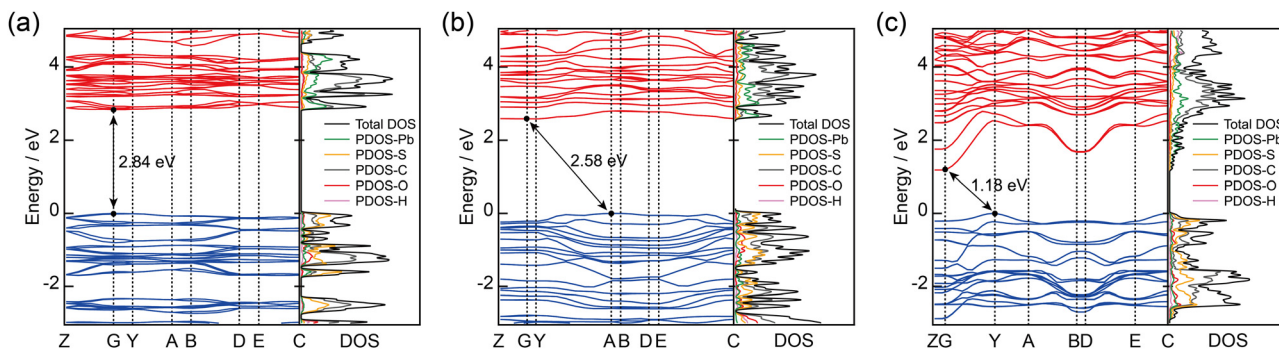 (a)
Energy / eV
4
2
0
-2
2.84 eV
Total DOS
PDOS-Pb
PDOS-S
PDOS-C
PDOS-O
PDOS-H
Z G Y A B D E C DOS
(b)
Energy / eV
4
2
0
-2
2.58 eV
Total DOS
PDOS-Pb
PDOS-S
PDOS-C
PDOS-O
PDOS-H
Z G Y A B D E C DOS
(c)
Energy / eV
4
2
0
-2
1.18 eV
Total DOS
PDOS-Pb
PDOS-S
PDOS-C
PDOS-O
PDOS-H
Z G Y A B D E C DOS